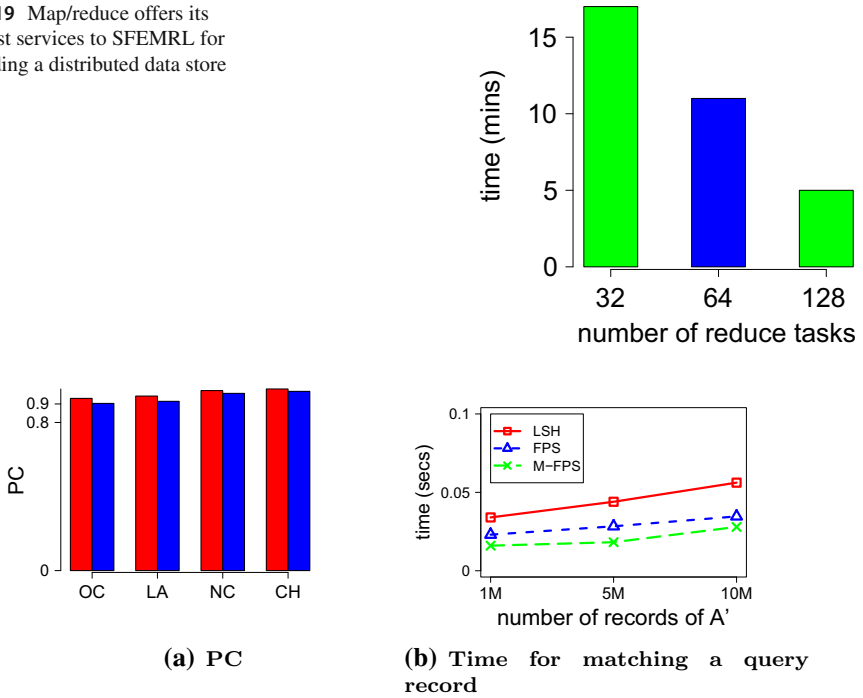 19 Map/reduce offers its
st services to SFEMRL for
ding a distributed data store
15
10
5
0
time (mins)
32 64 128
number of reduce tasks
0.9
0.8
0
PC
OC LA NC CH
(a) PC
0.1
0.05
0
time (secs)
LSH
FPS
M-FPS
1M 5M 10M
number of records of A'
(b) Time for matching a query
record